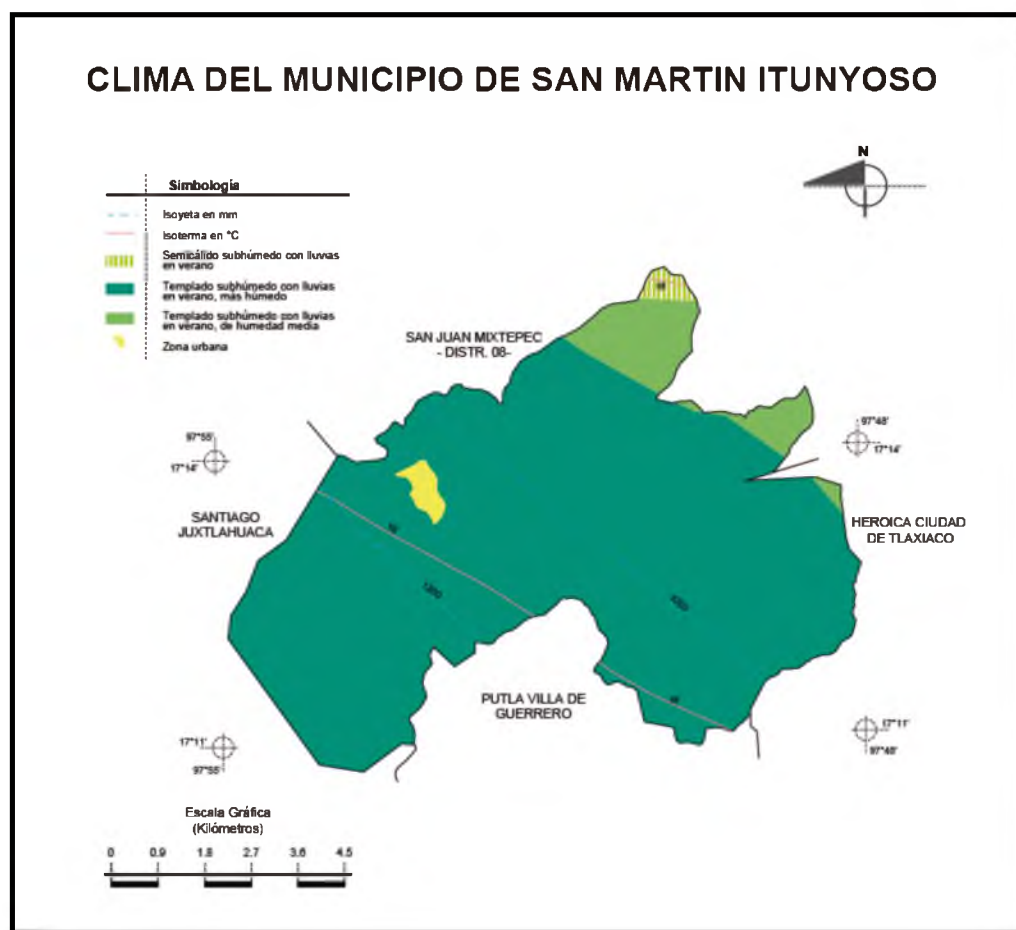 CLIMA DEL MUNICIPIO DE SAN MARTIN ITUNYOSO
N
Simbología
Isoyeta en mm
Isoterma en °C
Semicálido subhúmedo con lluvias
en verano
Templado subhúmedo con lluvias
en verano, más húmedo
Templado subhúmedo con lluvias
en verano, de humedad media
Zona urbana
SAN JUAN MIXTEPEC
- DISTR. 08-
97°55'
17°14'
97°48'
17°14'
SANTIAGO
JUXTLAHUACA
HEROICA CIUDAD
DE TLAXIACO
PUTLA VILLA DE
GUERRERO
17°11'
97°55'
17°11'
97°48'
Escala Gráfica
(Kilómetros)
0 0.9 1.8 2.7 3.6 4.5